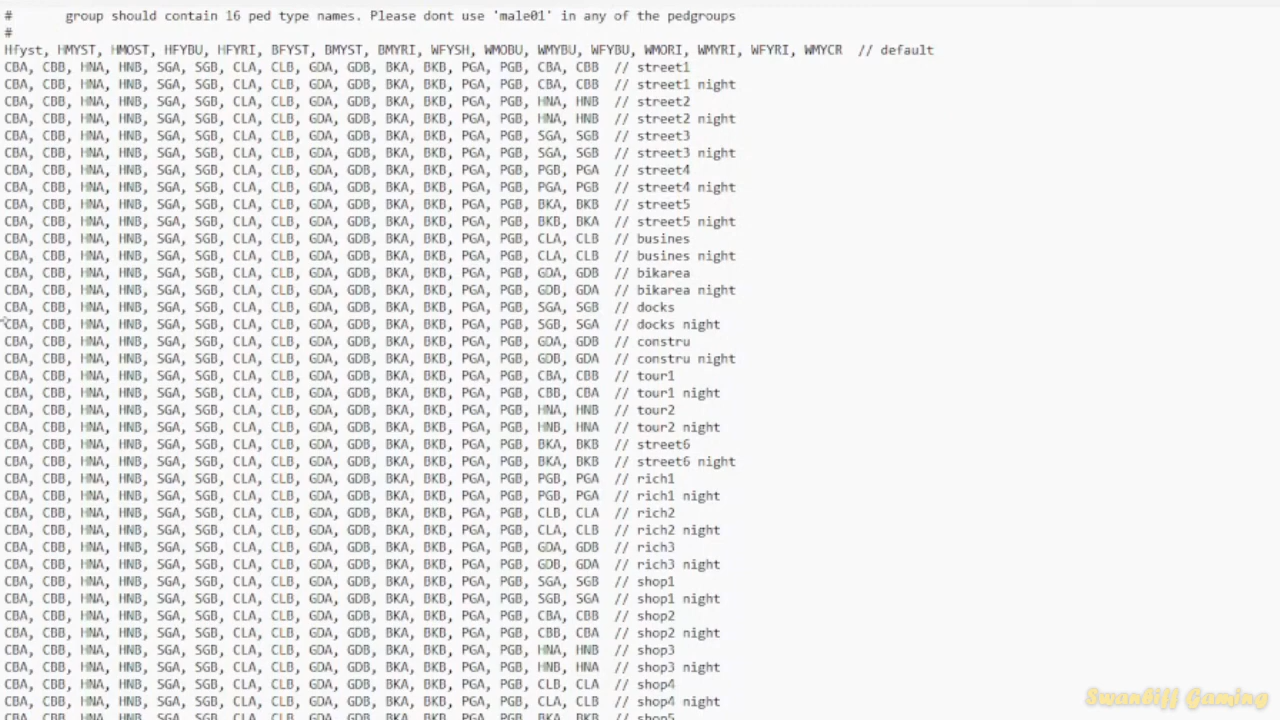 #       group should contain 16 ped type names. Please dont use 'male01' in any of the pedgroups
#
Hfyst, HMYST, HMOST, HFYBU, HFYRI, BFYST, BMYST, BMYRI, WFYSH, WMOBU, WMYBU, WFYBU, WMORI, WMYRI, WFYRI, WMYCR  // default
CBA, CBB, HNA, HNB, SGA, SGB, CLA, CLB, GDA, GDB, BKA, BKB, PGA, PGB, CBA, CBB  // street1
CBA, CBB, HNA, HNB, SGA, SGB, CLA, CLB, GDA, GDB, BKA, BKB, PGA, PGB, CBA, CBB  // street1 night
CBA, CBB, HNA, HNB, SGA, SGB, CLA, CLB, GDA, GDB, BKA, BKB, PGA, PGB, HNA, HNB  // street2
CBA, CBB, HNA, HNB, SGA, SGB, CLA, CLB, GDA, GDB, BKA, BKB, PGA, PGB, HNA, HNB  // street2 night
CBA, CBB, HNA, HNB, SGA, SGB, CLA, CLB, GDA, GDB, BKA, BKB, PGA, PGB, SGA, SGB  // street3
CBA, CBB, HNA, HNB, SGA, SGB, CLA, CLB, GDA, GDB, BKA, BKB, PGA, PGB, SGA, SGB  // street3 night
CBA, CBB, HNA, HNB, SGA, SGB, CLA, CLB, GDA, GDB, BKA, BKB, PGA, PGB, PGB, PGA  // street4
CBA, CBB, HNA, HNB, SGA, SGB, CLA, CLB, GDA, GDB, BKA, BKB, PGA, PGB, PGA, PGB  // street4 night
CBA, CBB, HNA, HNB, SGA, SGB, CLA, CLB, GDA, GDB, BKA, BKB, PGA, PGB, BKA, BKB  // street5
CBA, CBB, HNA, HNB, SGA, SGB, CLA, CLB, GDA, GDB, BKA, BKB, PGA, PGB, BKB, BKA  // street5 night
CBA, CBB, HNA, HNB, SGA, SGB, CLA, CLB, GDA, GDB, BKA, BKB, PGA, PGB, CLA, CLB  // busines
CBA, CBB, HNA, HNB, SGA, SGB, CLA, CLB, GDA, GDB, BKA, BKB, PGA, PGB, CLA, CLB  // busines night
CBA, CBB, HNA, HNB, SGA, SGB, CLA, CLB, GDA, GDB, BKA, BKB, PGA, PGB, GDA, GDB  // bikarea
CBA, CBB, HNA, HNB, SGA, SGB, CLA, CLB, GDA, GDB, BKA, BKB, PGA, PGB, GDB, GDA  // bikarea night
CBA, CBB, HNA, HNB, SGA, SGB, CLA, CLB, GDA, GDB, BKA, BKB, PGA, PGB, SGA, SGB  // docks
CBA, CBB, HNA, HNB, SGA, SGB, CLA, CLB, GDA, GDB, BKA, BKB, PGA, PGB, SGB, SGA  // docks night
CBA, CBB, HNA, HNB, SGA, SGB, CLA, CLB, GDA, GDB, BKA, BKB, PGA, PGB, GDA, GDB  // constru
CBA, CBB, HNA, HNB, SGA, SGB, CLA, CLB, GDA, GDB, BKA, BKB, PGA, PGB, GDB, GDA  // constru night
CBA, CBB, HNA, HNB, SGA, SGB, CLA, CLB, GDA, GDB, BKA, BKB, PGA, PGB, CBA, CBB  // tour1
CBA, CBB, HNA, HNB, SGA, SGB, CLA, CLB, GDA, GDB, BKA, BKB, PGA, PGB, CBB, CBA  // tour1 night
CBA, CBB, HNA, HNB, SGA, SGB, CLA, CLB, GDA, GDB, BKA, BKB, PGA, PGB, HNA, HNB  // tour2
CBA, CBB, HNA, HNB, SGA, SGB, CLA, CLB, GDA, GDB, BKA, BKB, PGA, PGB, HNB, HNA  // tour2 night
CBA, CBB, HNA, HNB, SGA, SGB, CLA, CLB, GDA, GDB, BKA, BKB, PGA, PGB, BKA, BKB  // street6
CBA, CBB, HNA, HNB, SGA, SGB, CLA, CLB, GDA, GDB, BKA, BKB, PGA, PGB, BKA, BKB  // street6 night
CBA, CBB, HNA, HNB, SGA, SGB, CLA, CLB, GDA, GDB, BKA, BKB, PGA, PGB, PGB, PGA  // rich1
CBA, CBB, HNA, HNB, SGA, SGB, CLA, CLB, GDA, GDB, BKA, BKB, PGA, PGB, PGB, PGA  // rich1 night
CBA, CBB, HNA, HNB, SGA, SGB, CLA, CLB, GDA, GDB, BKA, BKB, PGA, PGB, CLB, CLA  // rich2
CBA, CBB, HNA, HNB, SGA, SGB, CLA, CLB, GDA, GDB, BKA, BKB, PGA, PGB, CLA, CLB  // rich2 night
CBA, CBB, HNA, HNB, SGA, SGB, CLA, CLB, GDA, GDB, BKA, BKB, PGA, PGB, GDA, GDB  // rich3
CBA, CBB, HNA, HNB, SGA, SGB, CLA, CLB, GDA, GDB, BKA, BKB, PGA, PGB, GDB, GDA  // rich3 night
CBA, CBB, HNA, HNB, SGA, SGB, CLA, CLB, GDA, GDB, BKA, BKB, PGA, PGB, SGA, SGB  // shop1
CBA, CBB, HNA, HNB, SGA, SGB, CLA, CLB, GDA, GDB, BKA, BKB, PGA, PGB, SGB, SGA  // shop1 night
CBA, CBB, HNA, HNB, SGA, SGB, CLA, CLB, GDA, GDB, BKA, BKB, PGA, PGB, CBA, CBB  // shop2
CBA, CBB, HNA, HNB, SGA, SGB, CLA, CLB, GDA, GDB, BKA, BKB, PGA, PGB, CBB, CBA  // shop2 night
CBA, CBB, HNA, HNB, SGA, SGB, CLA, CLB, GDA, GDB, BKA, BKB, PGA, PGB, HNA, HNB  // shop3
CBA, CBB, HNA, HNB, SGA, SGB, CLA, CLB, GDA, GDB, BKA, BKB, PGA, PGB, HNB, HNA  // shop3 night
CBA, CBB, HNA, HNB, SGA, SGB, CLA, CLB, GDA, GDB, BKA, BKB, PGA, PGB, CLB, CLA  // shop4
CBA, CBB, HNA, HNB, SGA, SGB, CLA, CLB, GDA, GDB, BKA, BKB, PGA, PGB, CLA, CLB  // shop4 night
CBA, CBB, HNA, HNB, SGA, SGB, CLA, CLB, GDA, GDB, BKA, BKB, PGA, PGB, BKA, BKB  // shop5
Gaming